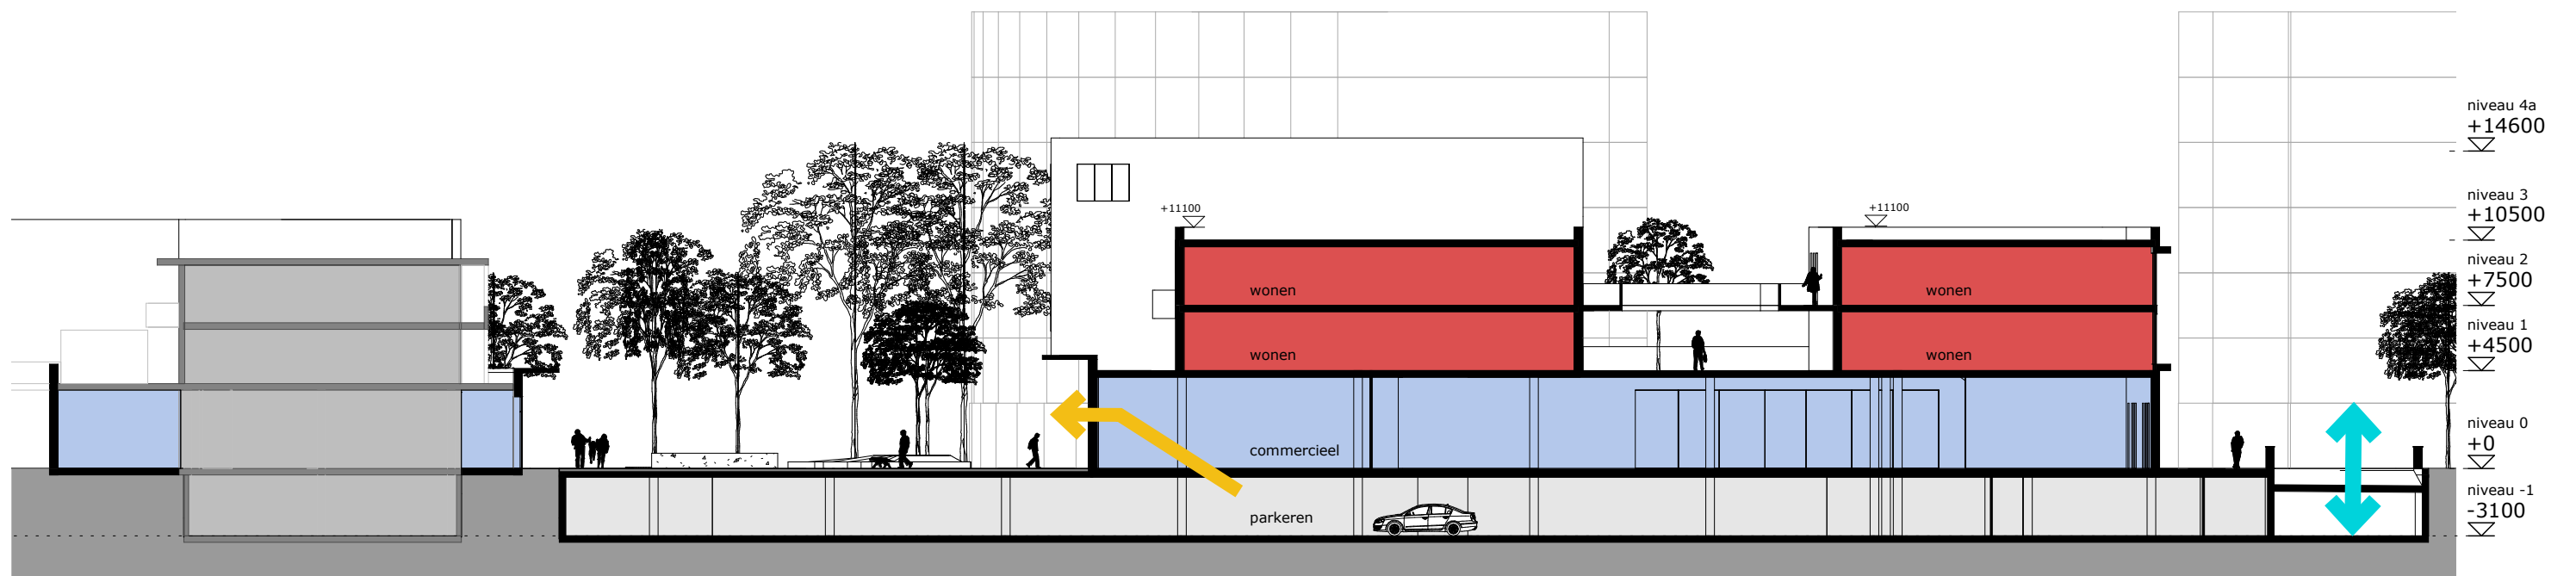 niveau 4a
+14600
niveau 3
+10500
+11100
+11100
niveau 2
+7500
wonen
wonen
niveau 1
+4500
wonen
wonen
niveau 0
+0
commercieel
niveau -1
-3100
parkeren